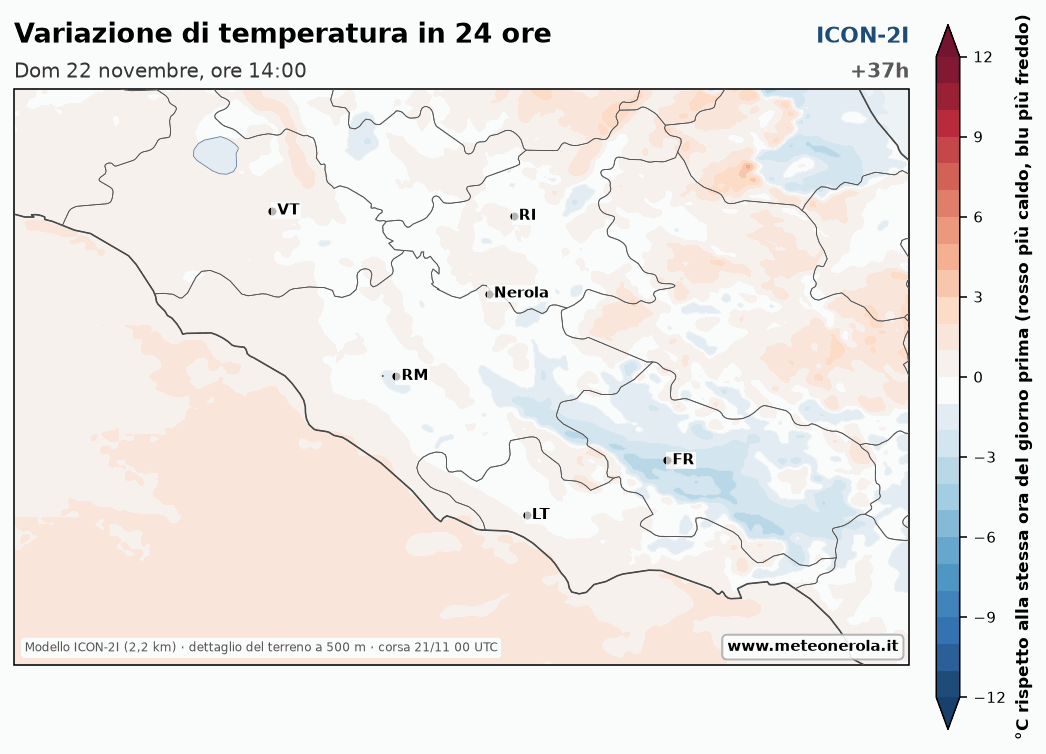 Variazione di temperatura in 24 ore
ICON-2I
Dom 22 novembre, ore 14:00
+37h
VT
RI
Nerola
RM
FR
LT
Modello ICON-2I (2,2 km) · dettaglio del terreno a 500 m · corsa 21/11 00 UTC
www.meteonerola.it
12
9
6
3
0
−3
−6
−9
−12
°C rispetto alla stessa ora del giorno prima (rosso più caldo, blu più freddo)